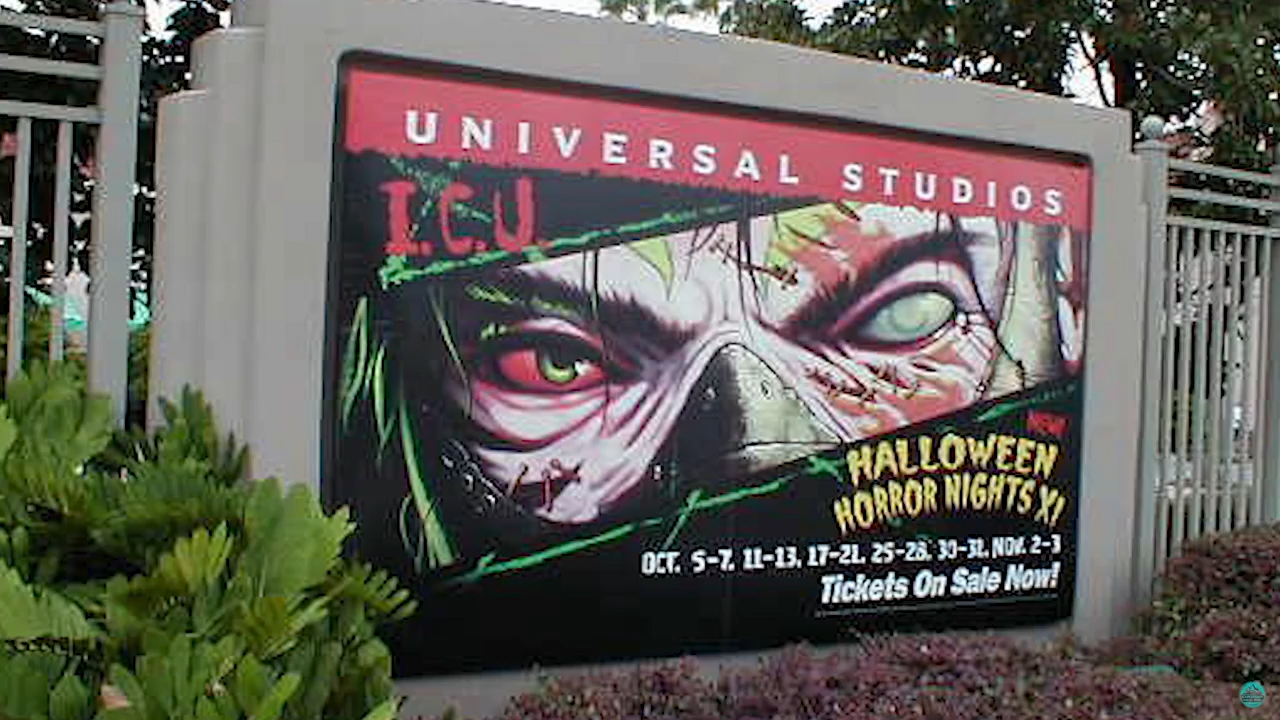 UNIVERSAL STUDIOS
I.C.U.
HALLOWEEN
HORROR NIGHTS XI
OCT. 5-7, 11-13, 17-21, 25-28, 30-31, NOV. 2-3
Tickets On Sale Now!